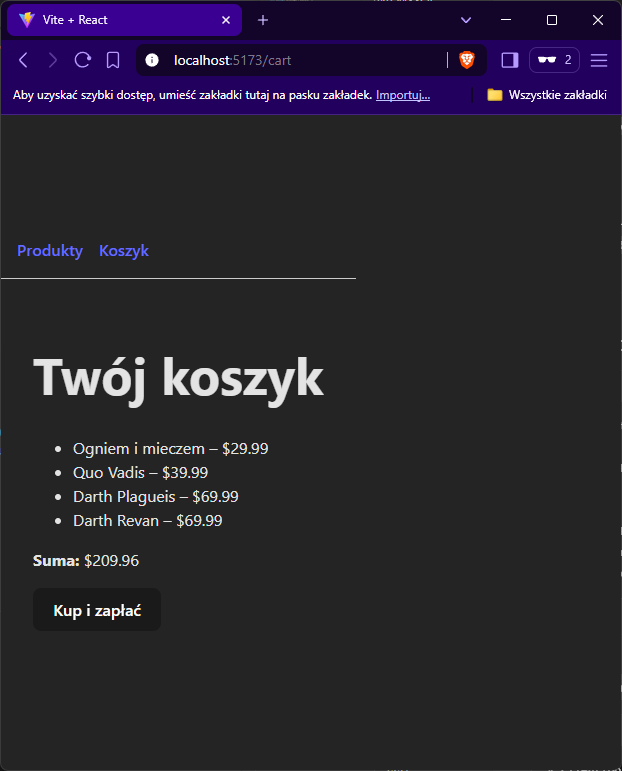 Vite + React
localhost:5173/cart
2
Aby uzyskać szybki dostęp, umieść zakładki tutaj na pasku zakładek. Importuj...
Wszystkie zakładki
Produkty Koszyk
Twój koszyk
• Ogniem i mieczem – $29.99
• Quo Vadis – $39.99
• Darth Plagueis – $69.99
• Darth Revan – $69.99
Suma: $209.96
Kup i zapłać